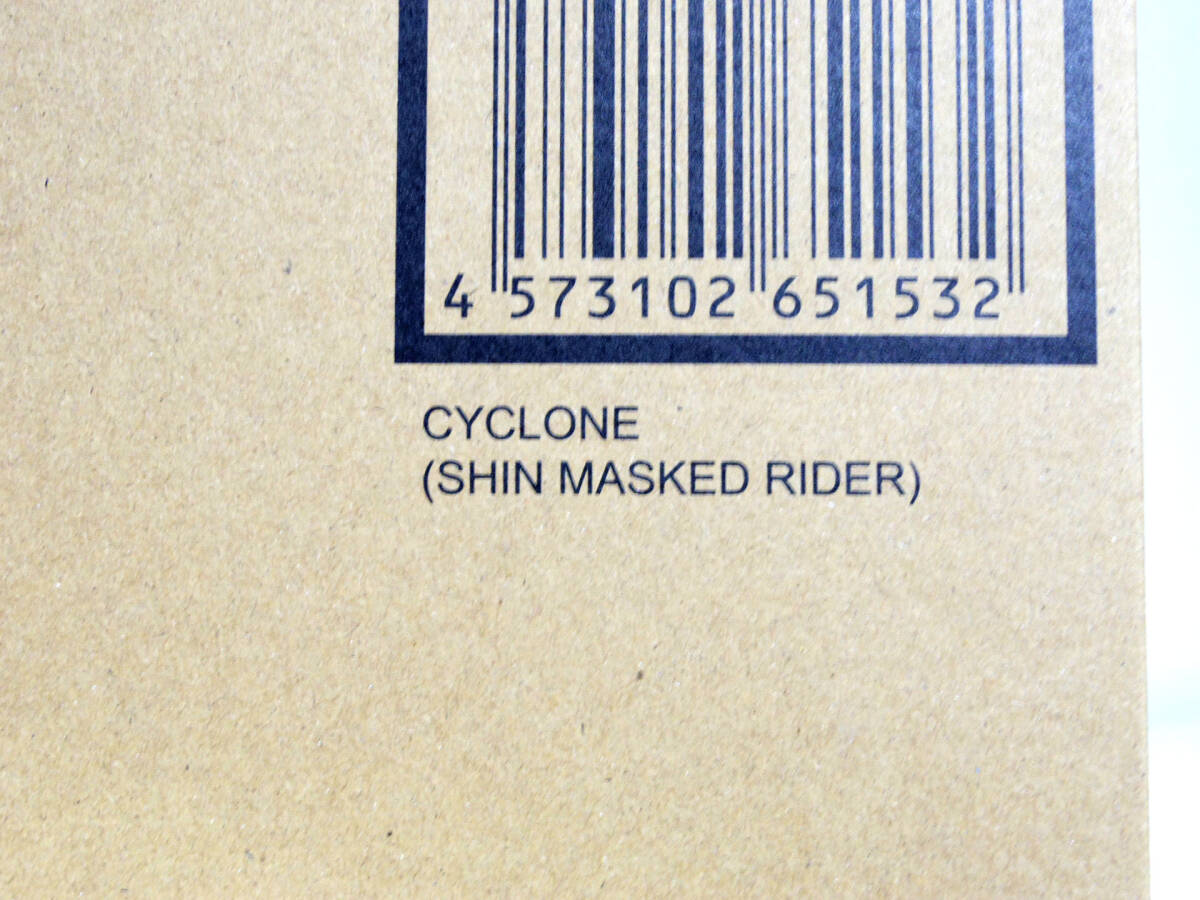 4 573102 651532
CYCLONE
(SHIN MASKED RIDER)